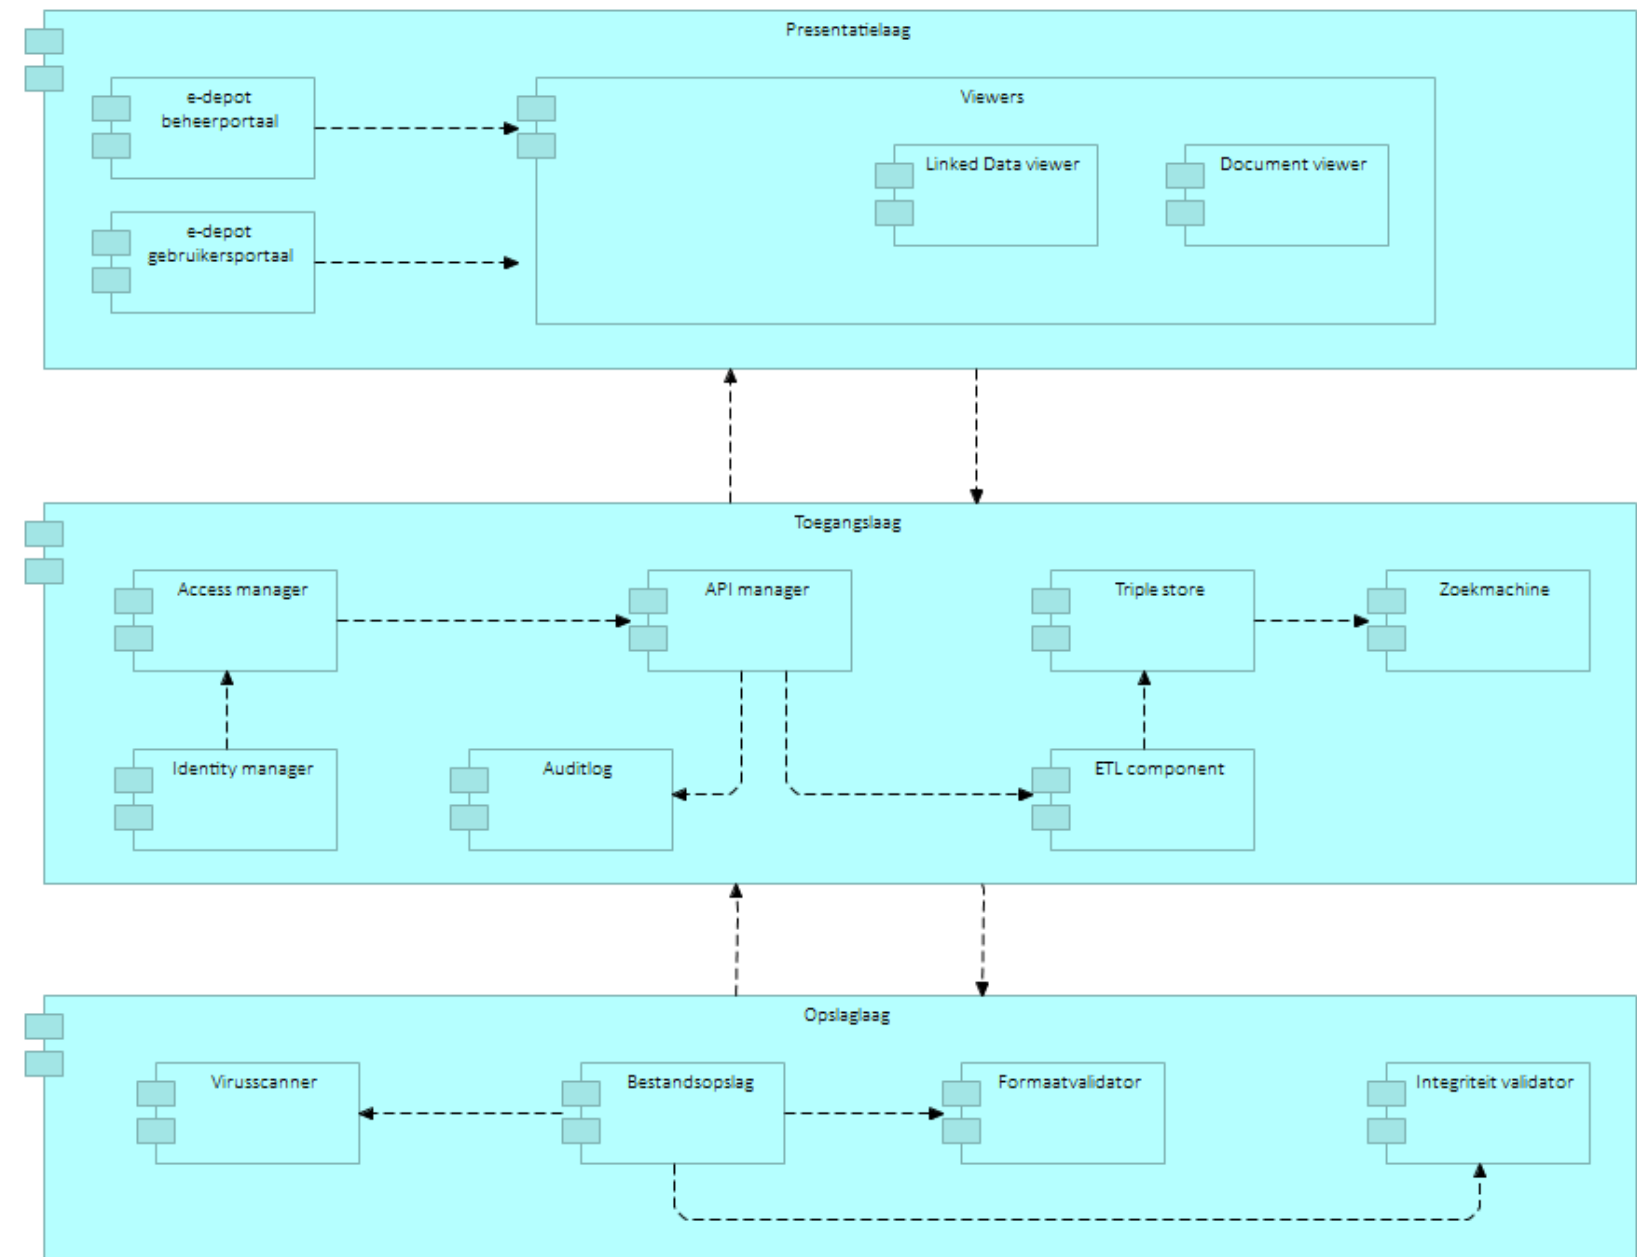 Presentatielaag
e-depot
beheerportaal
Viewers
Linked Data viewer
Document viewer
e-depot
gebruikersportaal
Toegangslaag
Access manager
API manager
Triple store
Zoekmachine
Identity manager
Auditlog
ETL component
Opslaglaag
Virusscanner
Bestandsopslag
Formaatvalidator
Integriteit validator